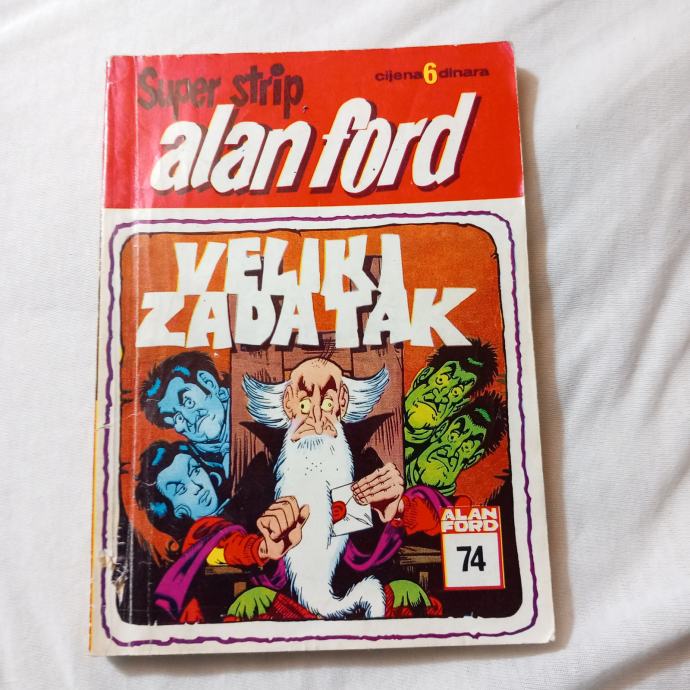 Super strip
cijena 6 dinara
alan ford
VELIKI
ZADATAK
ALAN
FORD
74